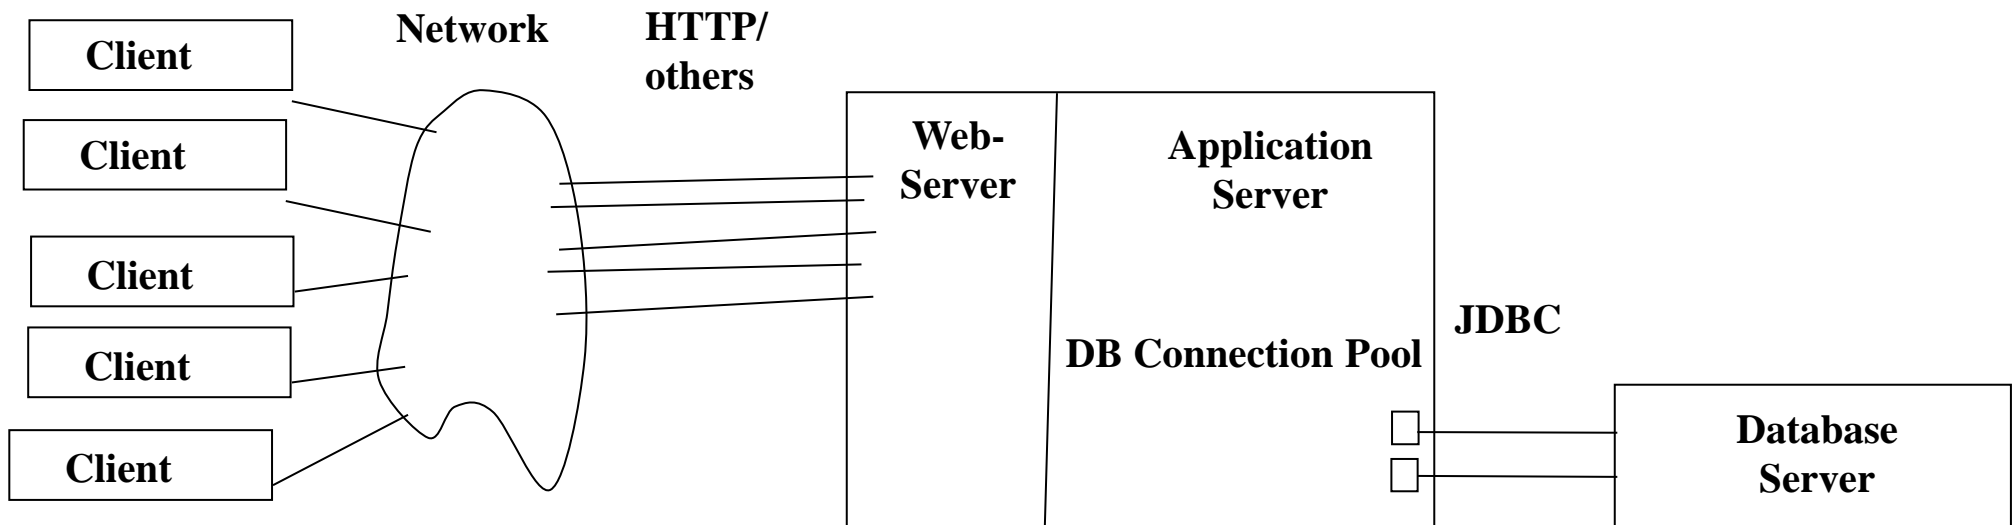 Client
Client
Client
Client
Client
Network
HTTP/
others
Web-
Server
Application
Server
DB Connection Pool
JDBC
Database
Server